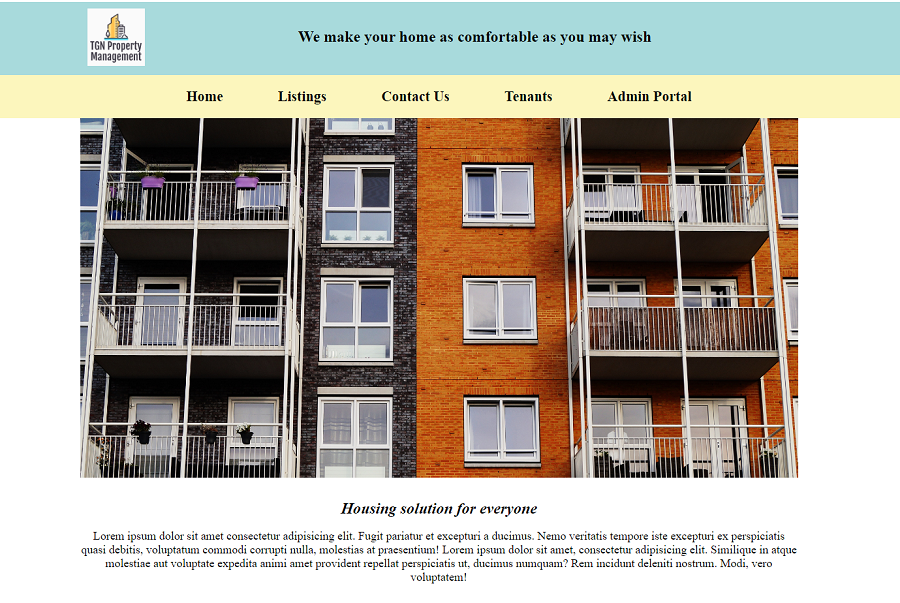 TGN Property
Management
We make your home as comfortable as you may wish
Home Listings Contact Us Tenants Admin Portal
Housing solution for everyone
Lorem ipsum dolor sit amet consectetur adipisicing elit. Fugit pariatur et excepturi a ducimus. Nemo veritatis tempore iste excepturi ex perspiciatis
quasi debitis, voluptatum commodi corrupti nulla, molestias at praesentium! Lorem ipsum dolor sit amet, consectetur adipisicing elit. Similique in atque
molestiae aut voluptate expedita animi amet provident repellat perspiciatis ut, ducimus numquam? Rem incidunt deleniti nostrum. Modi, vero
voluptatem!